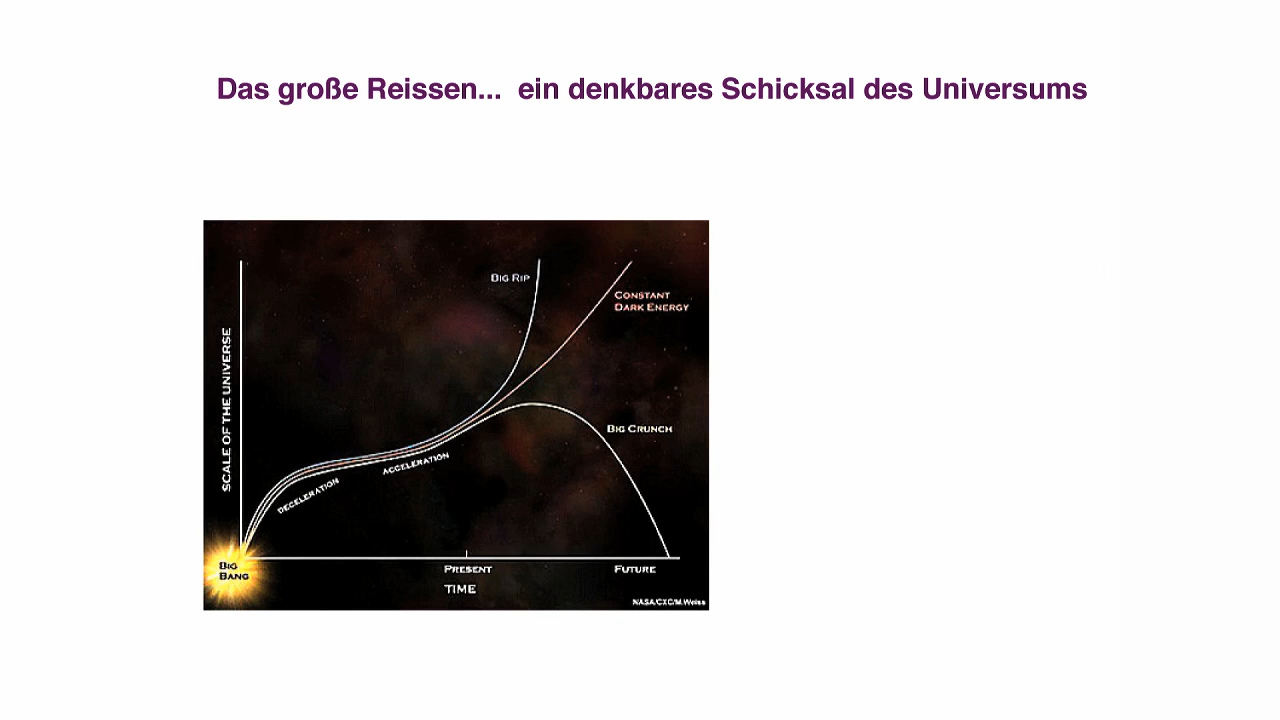 Das große Reissen... ein denkbares Schicksal des Universums
BIG RIP
CONSTANT
DARK ENERGY
SCALE OF THE UNIVERSE
BIG CRUNCH
ACCELERATION
DECELERATION
BIG
BANG
PRESENT
FUTURE
TIME
NASA/CXC/M.Weiss